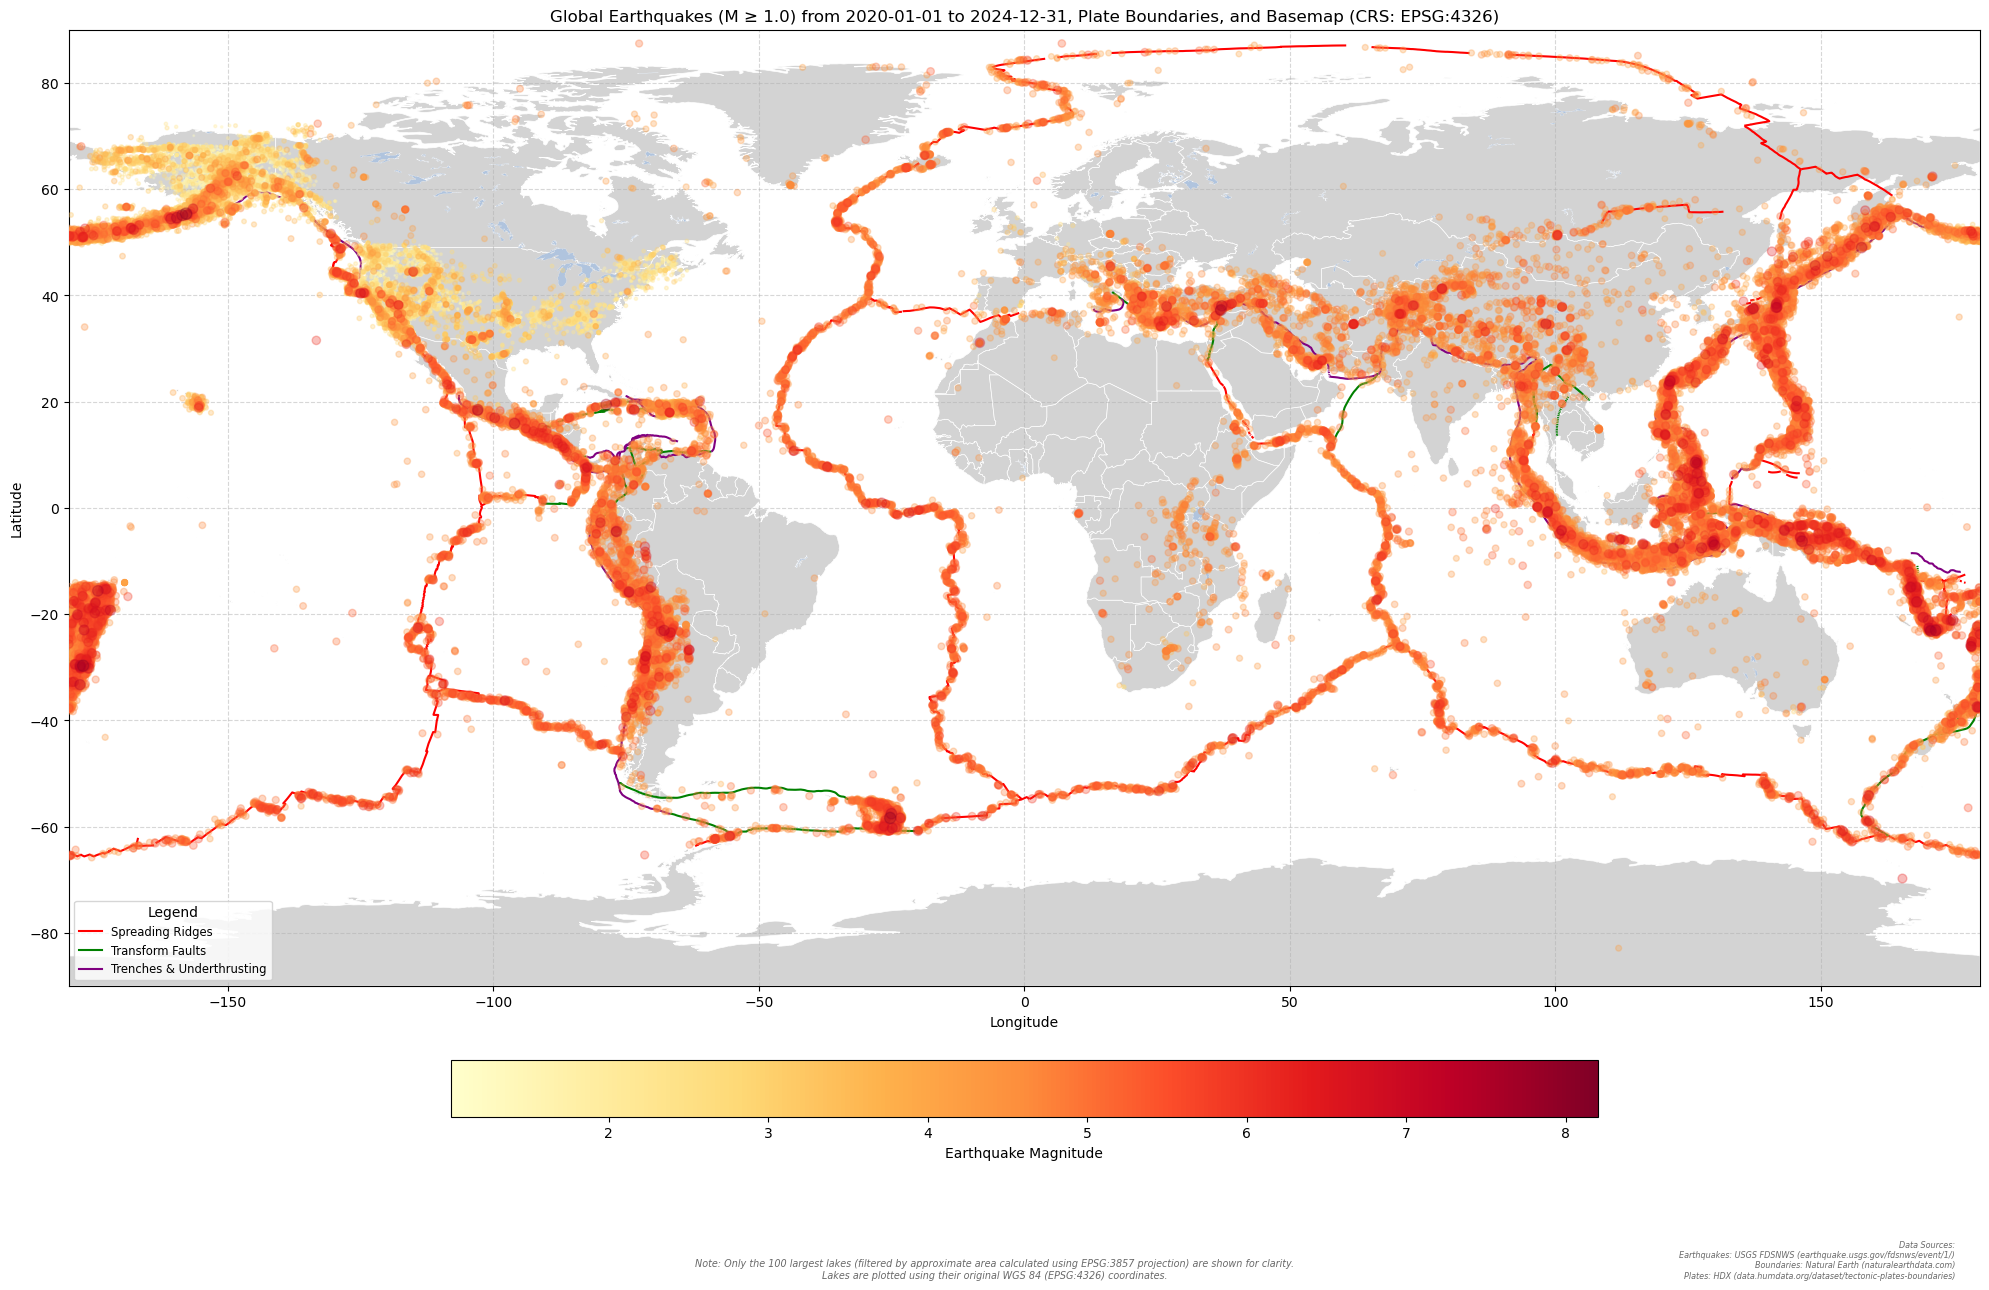 Global Earthquakes (M ≥ 1.0) from 2020-01-01 to 2024-12-31, Plate Boundaries, and Basemap (CRS: EPSG:4326)
80
60
40
20
0
−20
−40
−60
−80
Latitude
Legend
Spreading Ridges
Transform Faults
Trenches & Underthrusting
−150
−100
−50
0
50
100
150
Longitude
2
3
4
5
6
7
8
Earthquake Magnitude
Note: Only the 100 largest lakes (filtered by approximate area calculated using EPSG:3857 projection) are shown for clarity.
Lakes are plotted using their original WGS 84 (EPSG:4326) coordinates.
Data Sources:
Earthquakes: USGS FDSNWS (earthquake.usgs.gov/fdsnws/event/1/)
Boundaries: Natural Earth (naturalearthdata.com)
Plates: HDX (data.humdata.org/dataset/tectonic-plates-boundaries)